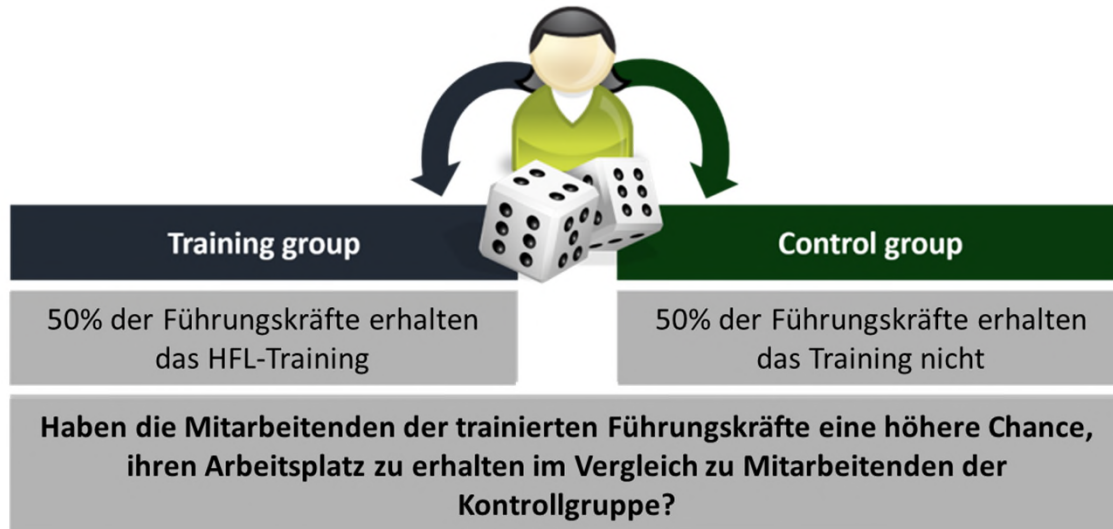 Training group
Control group
50% der Führungskräfte erhalten
das HFL-Training
50% der Führungskräfte erhalten
das Training nicht
Haben die Mitarbeitenden der trainierten Führungskräfte eine höhere Chance,
ihren Arbeitsplatz zu erhalten im Vergleich zu Mitarbeitenden der
Kontrollgruppe?